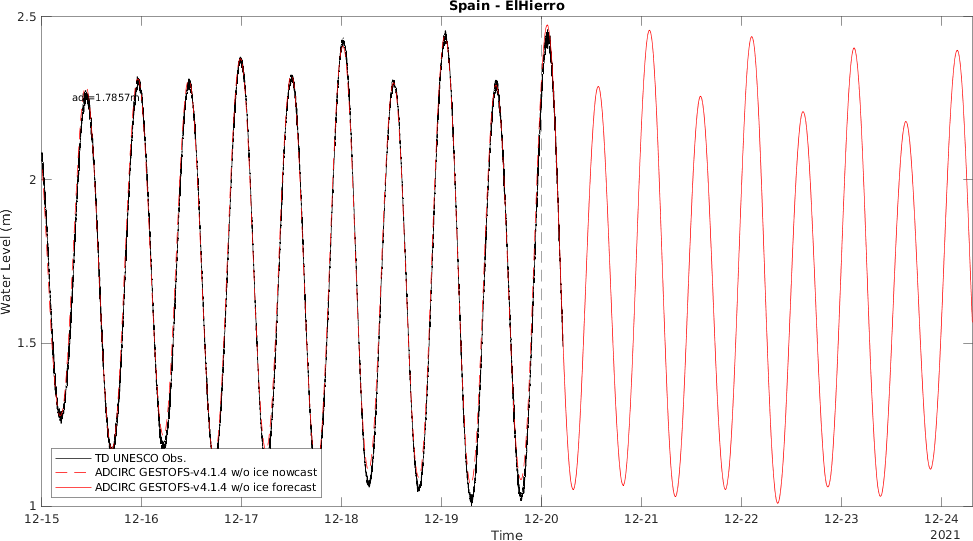 Spain - ElHierro
2.5
adj=1.7857m
2
Water Level (m)
1.5
TD UNESCO Obs.
ADCIRC GESTOFS-v4.1.4 w/o ice nowcast
ADCIRC GESTOFS-v4.1.4 w/o ice forecast
1
12-15 12-16 12-17 12-18 12-19 12-20 12-21 12-22 12-23 12-24
Time 2021